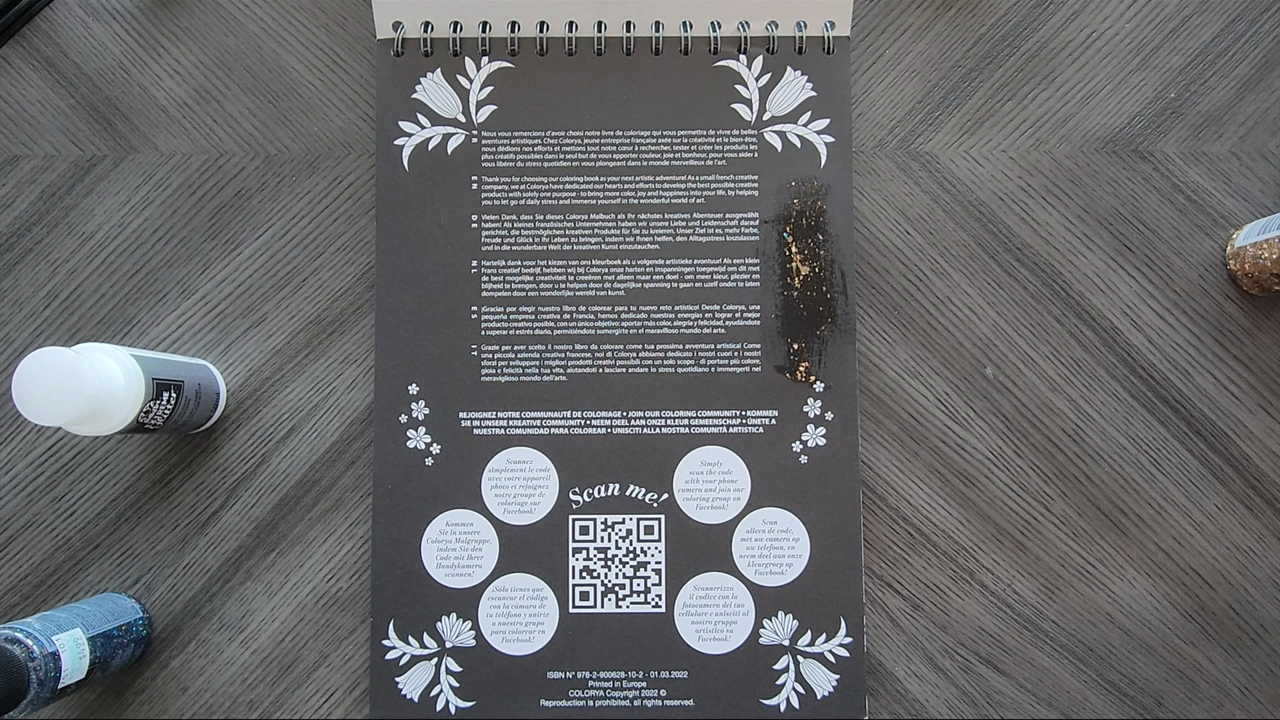 FR
Nous vous remercions d'avoir choisi notre livre de coloriage qui vous permettra de vivre de belles
aventures artistiques. Chez Colorya, jeune entreprise française axée sur la créativité et le bien-être,
nous dédions nos efforts et mettons tout notre cœur à rechercher, tester et créer les produits les
plus créatifs possibles dans le seul but de vous apporter couleur, joie et bonheur, pour vous aider à
vous libérer du stress quotidien en vous plongeant dans le monde merveilleux de l'art.
EN
Thank you for choosing our coloring book as your next artistic adventure! As a small french creative
company, we at Colorya have dedicated our hearts and efforts to develop the best possible creative
products with solely one purpose - to bring more color, joy and happiness into your life, by helping
you to let go of daily stress and immerse yourself in the wonderful world of art.
DE
Vielen Dank, dass Sie dieses Colorya Malbuch als Ihr nächstes kreatives Abenteuer ausgewählt
haben! Als kleines französisches Unternehmen haben wir unsere Liebe und Leidenschaft darauf
gerichtet, die bestmöglichen kreativen Produkte für Sie zu kreieren. Unser Ziel ist es, mehr Farbe,
Freude und Glück in Ihr Leben zu bringen, indem wir Ihnen helfen, den Alltagsstress loszulassen
und in die wunderbare Welt der kreativen Kunst einzutauchen.
NL
Hartelijk dank voor het kiezen van ons kleurboek als u volgende artistieke avontuur! Als een klein
Frans creatief bedrijf, hebben wij bij Colorya onze harten en inspanningen toegewijd om dit met
de best mogelijke creativiteit te creeëren met alleen maar een doel - om meer kleur, plezier en
blijheid te brengen, door u te helpen door de dagelijkse spanning te gaan en uzelf onder te laten
dompelen door een wonderlijke wereld van kunst.
ES
¡Gracias por elegir nuestro libro de colorear para tu nuevo reto artístico! Desde Colorya, una
pequeña empresa creativa de Francia, hemos dedicado nuestras energías en lograr el mejor
producto creativo posible, con un único objetivo: aportar más color, alegría y felicidad, ayudándote
a superar el estrés diario, permitiéndote sumergirte en el maravilloso mundo del arte.
IT
Grazie per aver scelto il nostro libro da colorare come tua prossima avventura artistica! Come
una piccola azienda creativa francese, noi di Colorya abbiamo dedicato i nostri cuori e i nostri
sforzi per sviluppare i migliori prodotti creativi possibili con un solo scopo - di portare più colore,
gioia e felicità nella tua vita, aiutandoti a lasciare andare lo stress quotidiano e immergerti nel
meraviglioso mondo dell'arte.
REJOIGNEZ NOTRE COMMUNAUTÉ DE COLORIAGE • JOIN OUR COLORING COMMUNITY • KOMMEN
SIE IN UNSERE KREATIVE COMMUNITY • NEEM DEEL AAN ONZE KLEUR GEMEENSCHAP • ÚNETE A
NUESTRA COMUNIDAD PARA COLOREAR • UNISCITI ALLA NOSTRA COMUNITÀ ARTISTICA
Scannez
simplement le code
avec votre appareil
photo et rejoignez
notre groupe de
coloriage sur
Facebook!
Simply
scan the code
with your phone
camera and join our
coloring group on
Facebook!
Scan me!
Kommen
Sie in unsere
Colorya Malgruppe,
indem Sie den
Code mit Ihrer
Handykamera
scannen!
Scan
alleen de code,
met uw camera op
uw telefoon, en
neem deel aan onze
kleurgroep op
Facebook!
¡Sólo tienes que
escanear el código
con la cámara de
tu teléfono y unirte
a nuestro grupo
para colorear en
Facebook!
Scannerizza
il codice con la
fotocamera del tuo
cellulare e unisciti al
nostro gruppo
artistico su
Facebook!
ISBN N° 978-2-900628-10-2 - 01.03.2022
Printed in Europe
COLORYA Copyright 2022 ©
Reproduction is prohibited, all rights reserved.